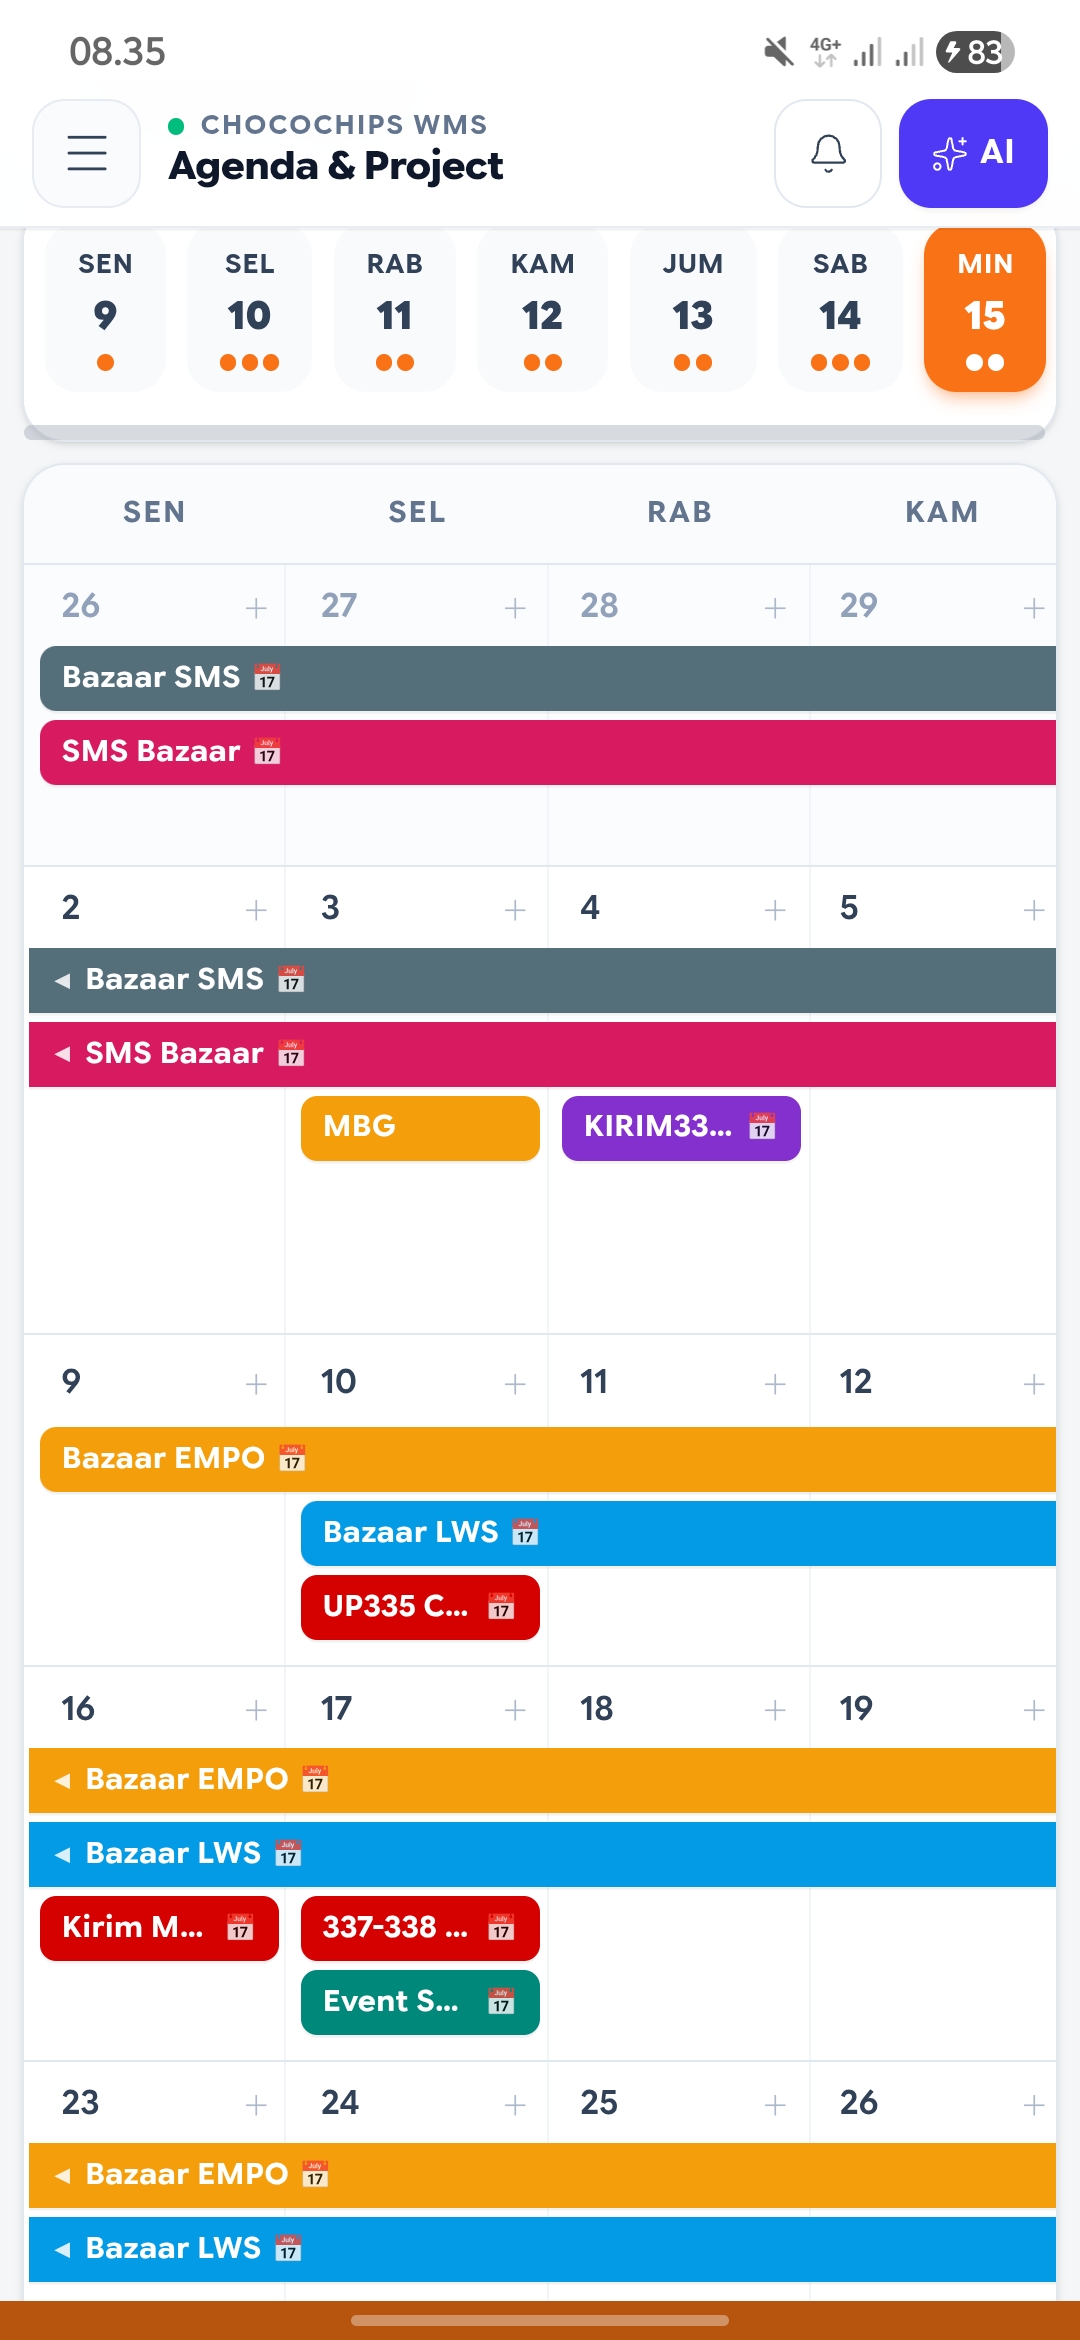 08.35
4G+
83
CHOCOCHIPS WMS
Agenda & Project
AI
SEN SEL RAB KAM JUM SAB MIN
9 10 11 12 13 14 15
SEN SEL RAB KAM
26 + 27 + 28 + 29 +
Bazaar SMS 📅
SMS Bazaar 📅
2 + 3 + 4 + 5 +
◀ Bazaar SMS 📅
◀ SMS Bazaar 📅
MBG KIRIM33... 📅
9 + 10 + 11 + 12 +
Bazaar EMPO 📅
Bazaar LWS 📅
UP335 C... 📅
16 + 17 + 18 + 19 +
◀ Bazaar EMPO 📅
◀ Bazaar LWS 📅
Kirim M... 📅 337-338 ... 📅
Event S... 📅
23 + 24 + 25 + 26 +
◀ Bazaar EMPO 📅
◀ Bazaar LWS 📅